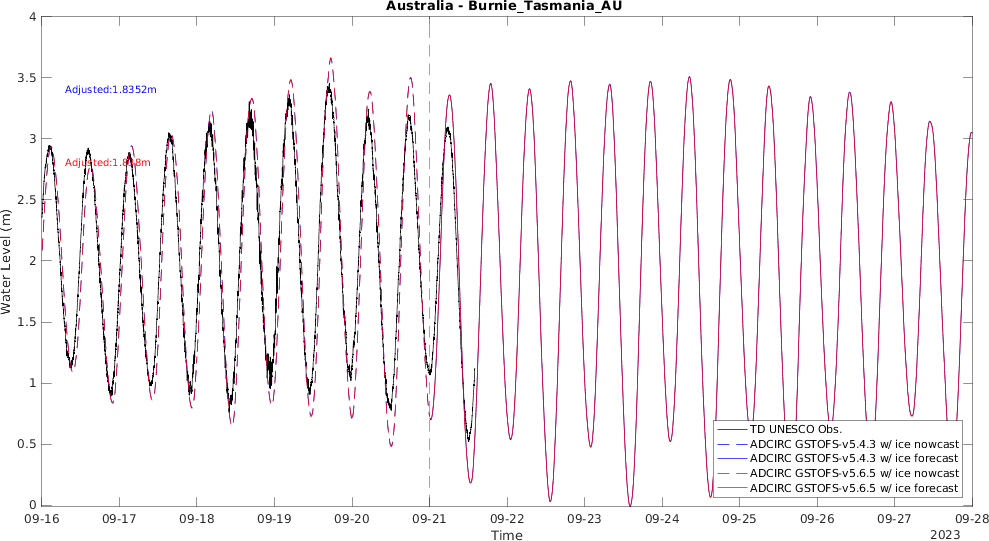 Australia - Burnie_Tasmania_AU
4
3.5
3
2.5
2
1.5
1
0.5
0
Water Level (m)
Adjusted:1.8352m
09-16
09-17
09-18
09-19
09-20
09-21
09-22
09-23
09-24
09-25
09-26
09-27
09-28
Time
2023
TD UNESCO Obs.
ADCIRC GSTOFS-v5.4.3 w/ ice nowcast
ADCIRC GSTOFS-v5.4.3 w/ ice forecast
ADCIRC GSTOFS-v5.6.5 w/ ice nowcast
ADCIRC GSTOFS-v5.6.5 w/ ice forecast